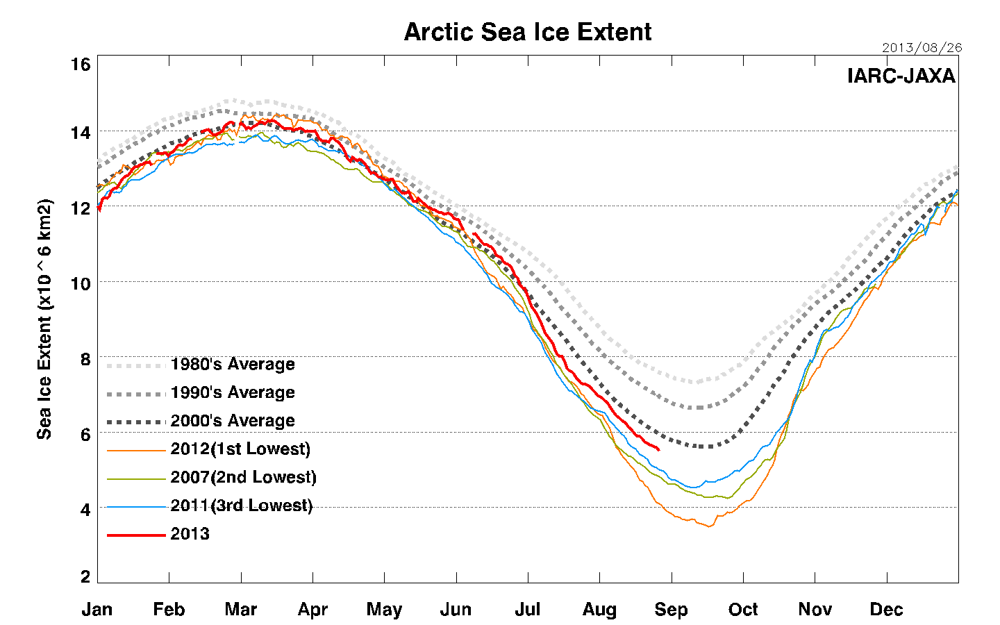 Arctic Sea Ice Extent
2013/08/26
IARC-JAXA
16
14
12
10
8
6
4
2
Sea Ice Extent (x10^6 km2)
1980's Average
1990's Average
2000's Average
2012(1st Lowest)
2007(2nd Lowest)
2011(3rd Lowest)
2013
Jan Feb Mar Apr May Jun Jul Aug Sep Oct Nov Dec